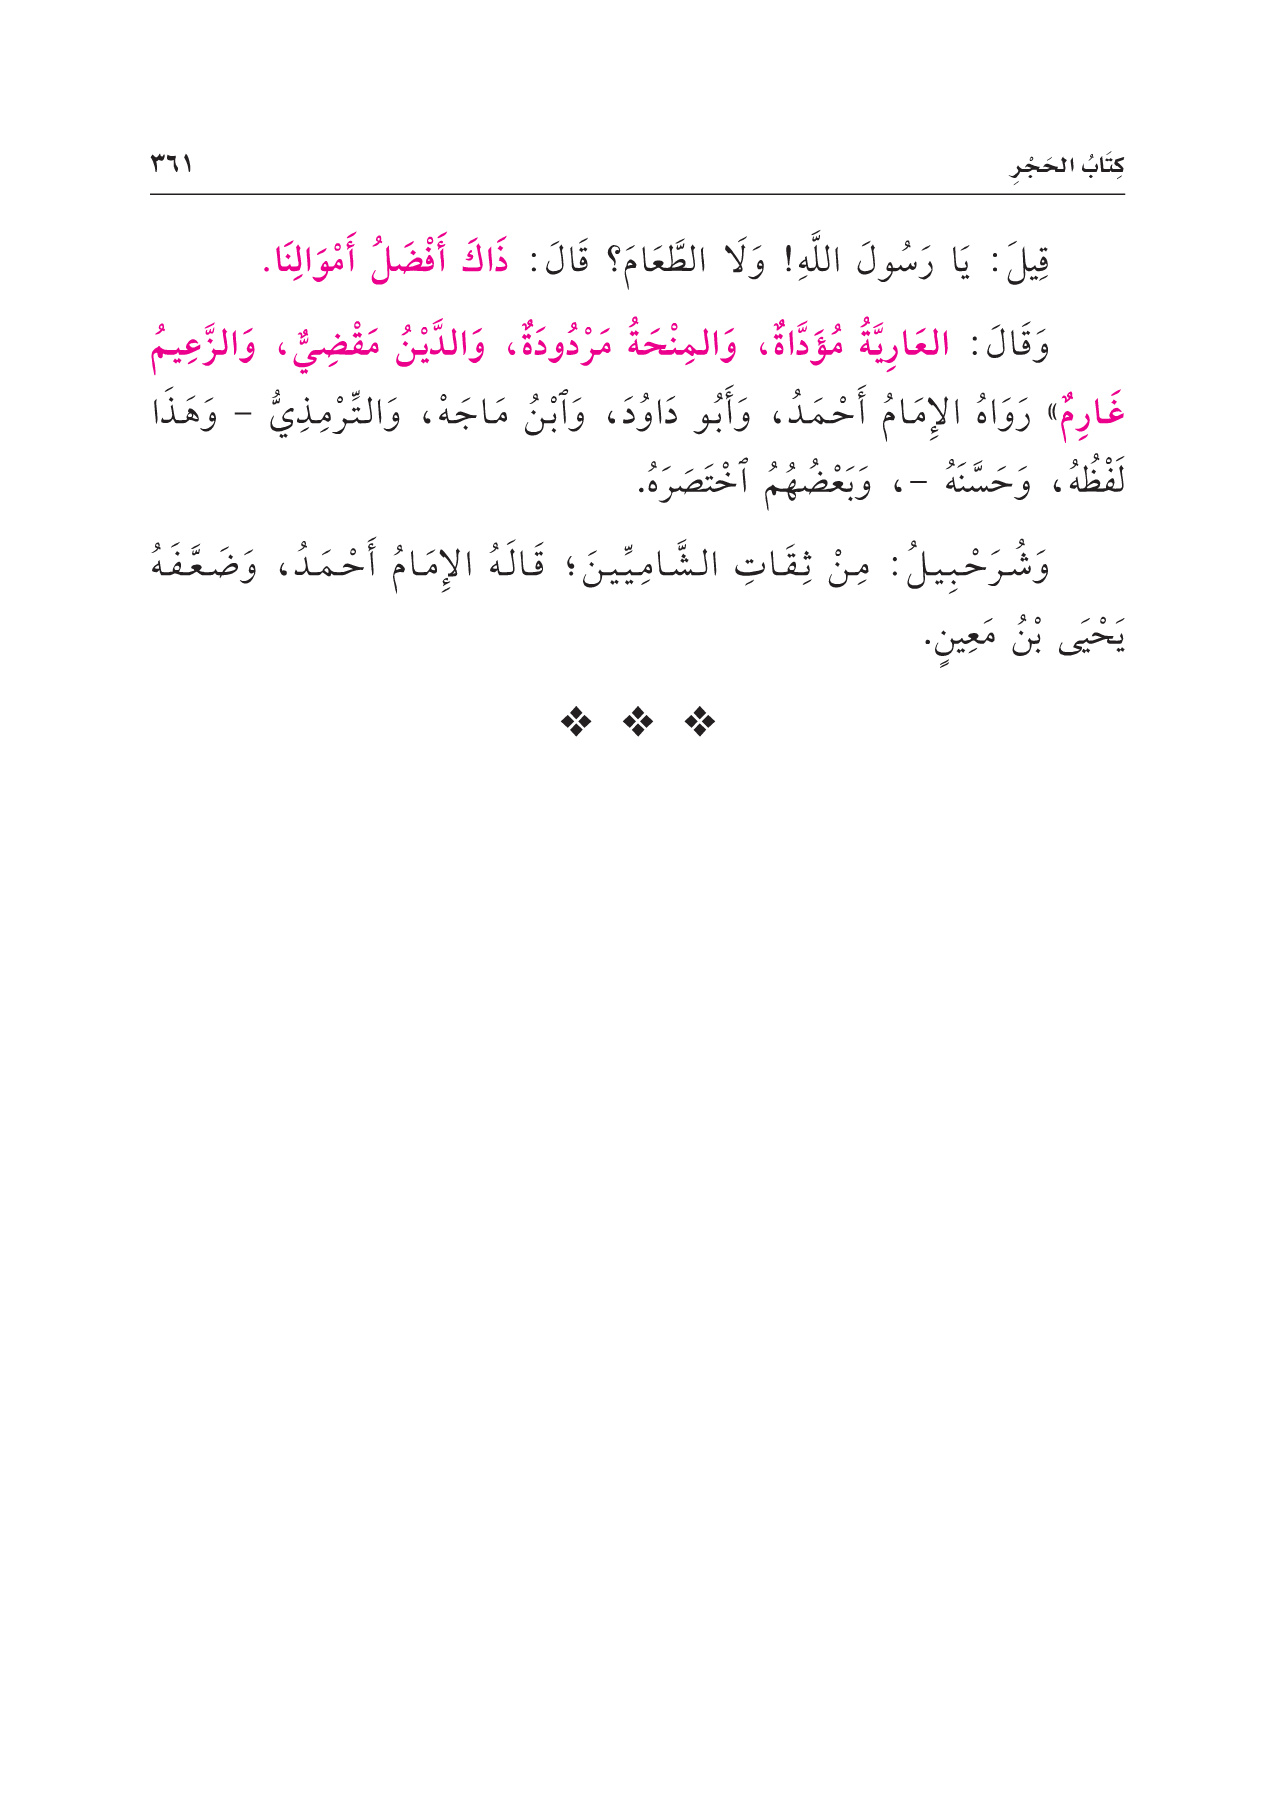 كِتَابُ الحَجْرِ ٣٦١
قِيلَ: يَا رَسُولَ اللَّهِ! وَلَا الطَّعَامَ؟ قَالَ: ذَاكَ أَفْضَلُ أَمْوَالِنَا.
وَقَالَ: العَارِيَّةُ مُؤَدَّاةٌ، وَالمِنْحَةُ مَرْدُودَةٌ، وَالدَّيْنُ مَقْضِيٌّ، وَالزَّعِيمُ
غَارِمٌ» رَوَاهُ الإِمَامُ أَحْمَدُ، وَأَبُو دَاوُدَ، وَٱبْنُ مَاجَهْ، وَالتِّرْمِذِيُّ – وَهَذَا
لَفْظُهُ، وَحَسَّنَهُ –، وَبَعْضُهُمُ ٱخْتَصَرَهُ.
وَشُرَحْبِيلُ: مِنْ ثِقَاتِ الشَّامِيِّينَ؛ قَالَهُ الإِمَامُ أَحْمَدُ، وَضَعَّفَهُ
يَحْيَى بْنُ مَعِينٍ.